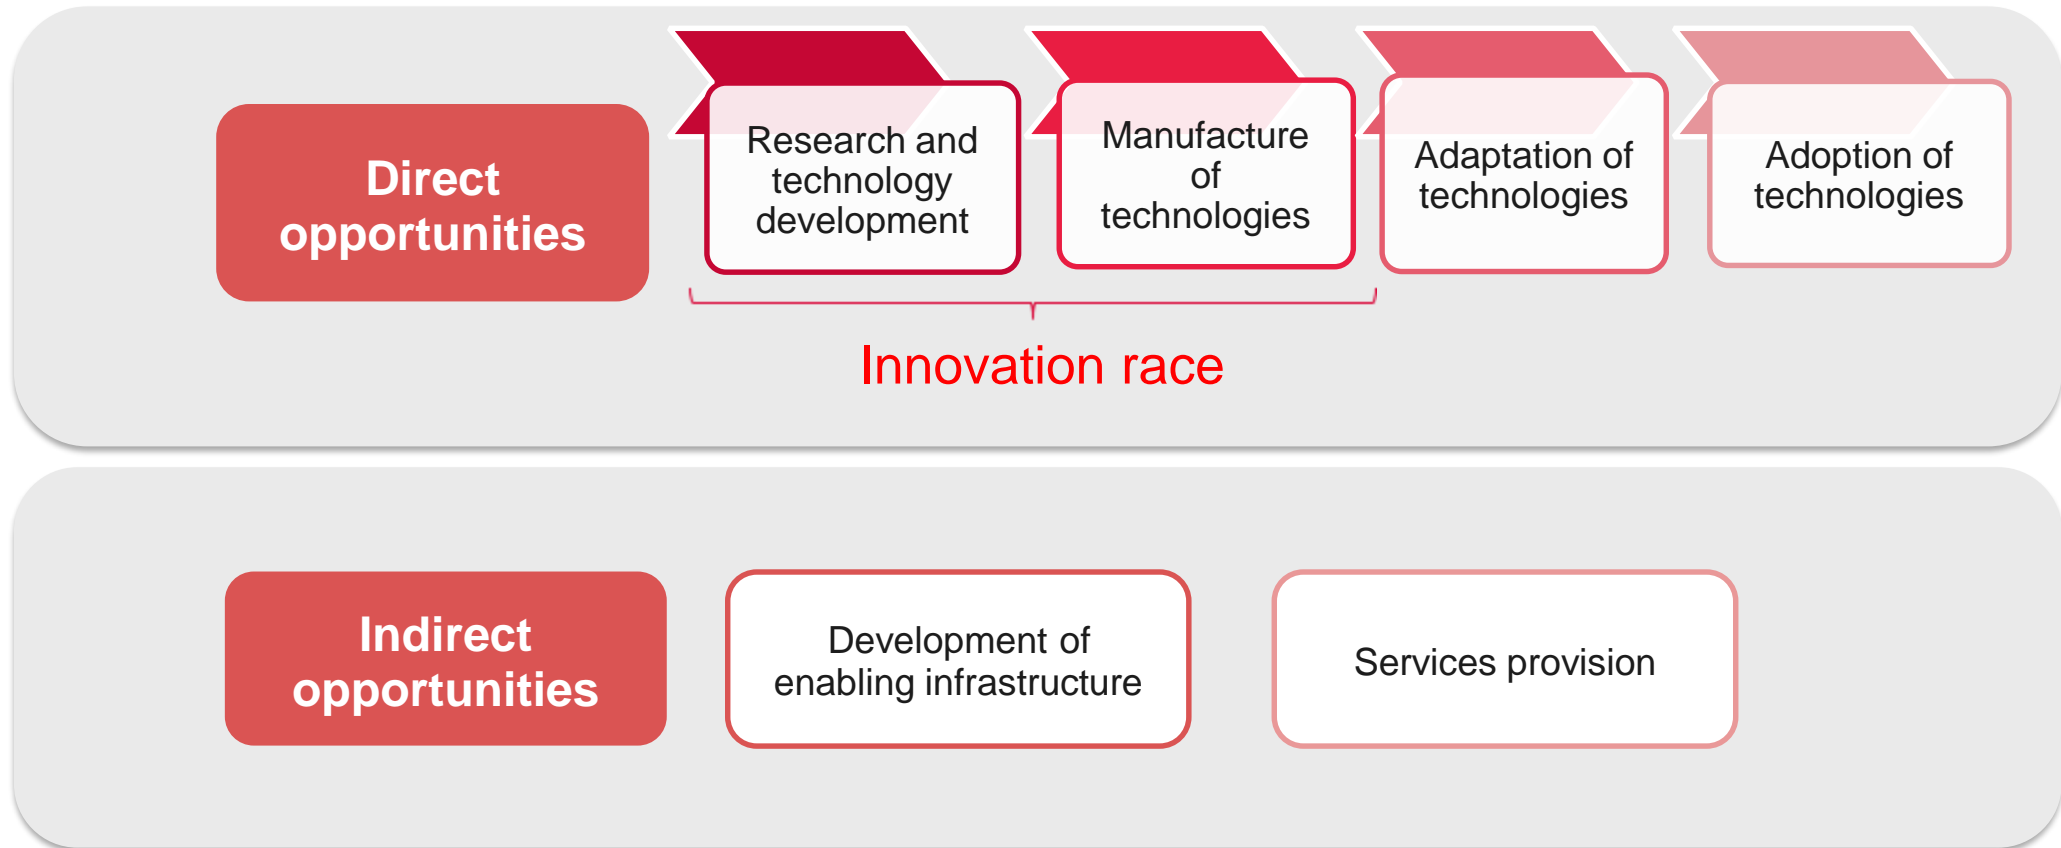 Direct
opportunities
Research and
technology
development
Manufacture
of
technologies
Adaptation of
technologies
Adoption of
technologies
Innovation race
Indirect
opportunities
Development of
enabling infrastructure
Services provision